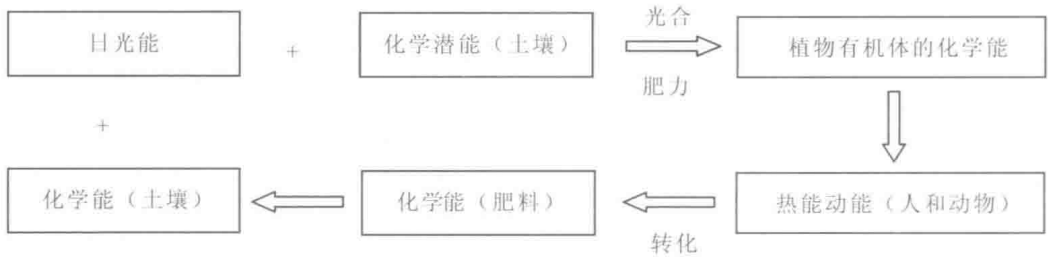 日光能
+
化学潜能（土壤）
光合
肥力
植物有机体的化学能
+
化学能（土壤）
化学能（肥料）
转化
热能动能（人和动物）